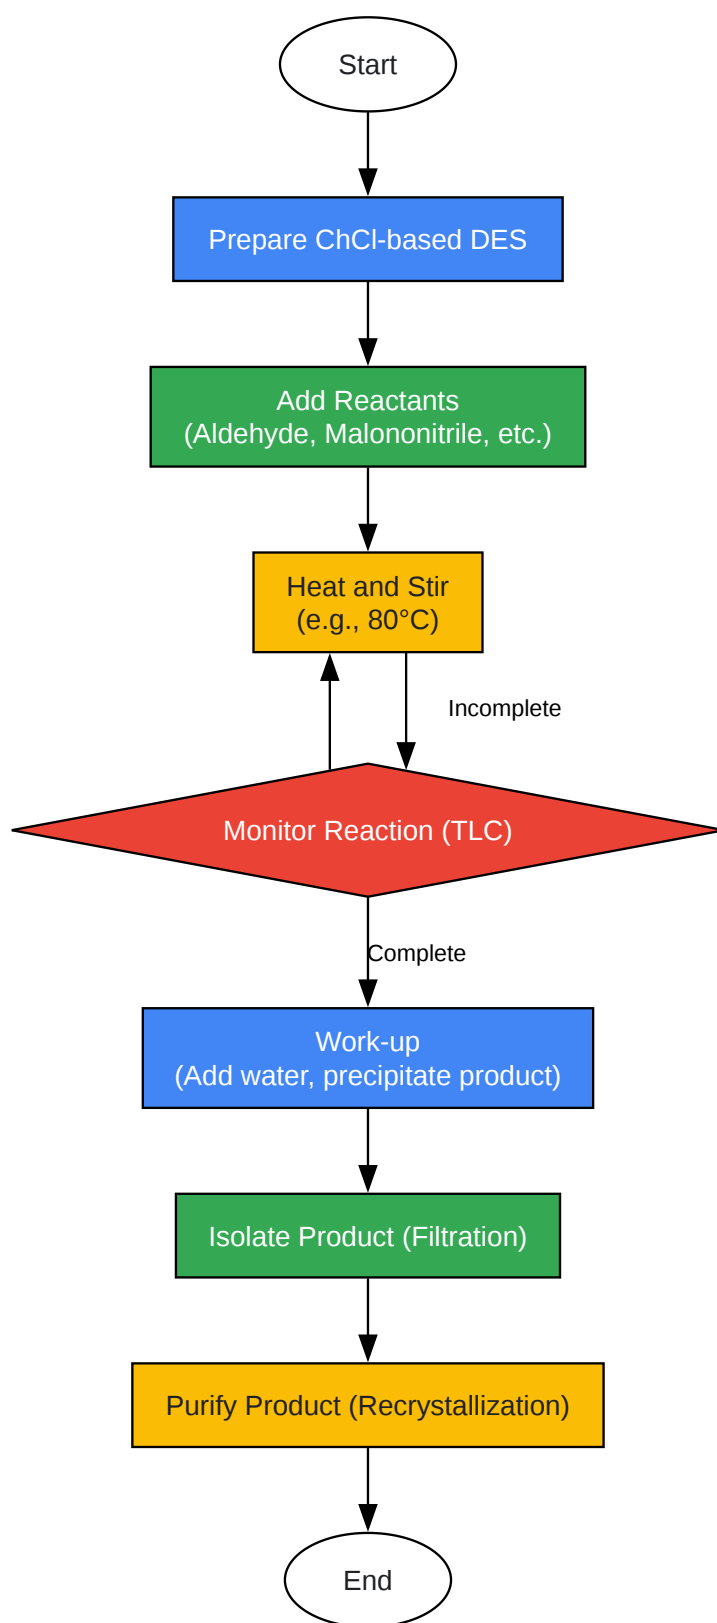 Start
Prepare ChCl-based DES
Add Reactants
(Aldehyde, Malononitrile, etc.)
Heat and Stir
(e.g., 80°C)
Incomplete
Monitor Reaction (TLC)
Complete
Work-up
(Add water, precipitate product)
Isolate Product (Filtration)
Purify Product (Recrystallization)
End